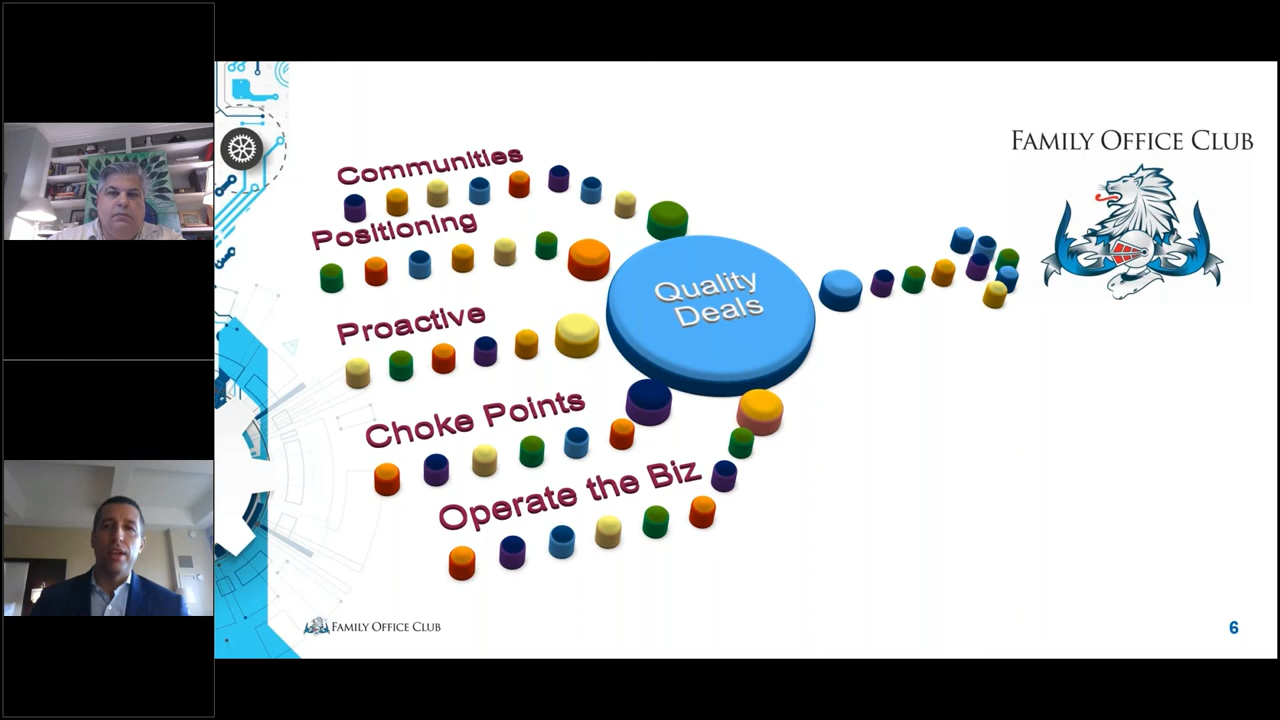 FAMILY OFFICE CLUB
Communities
Positioning
Quality
Deals
Proactive
Choke Points
Operate the Biz
FAMILY OFFICE CLUB
6